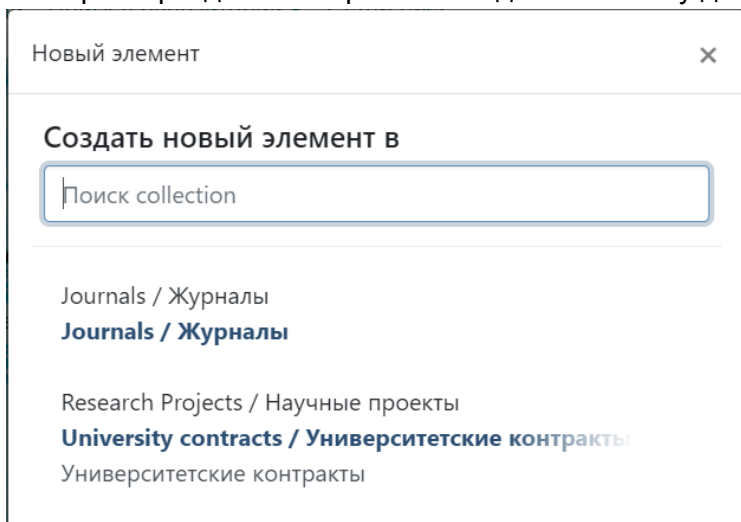 Новый элемент ×
Создать новый элемент в
Поиск collection
Journals / Журналы
Journals / Журналы
Research Projects / Научные проекты
University contracts / Университетские контракты
Университетские контракты